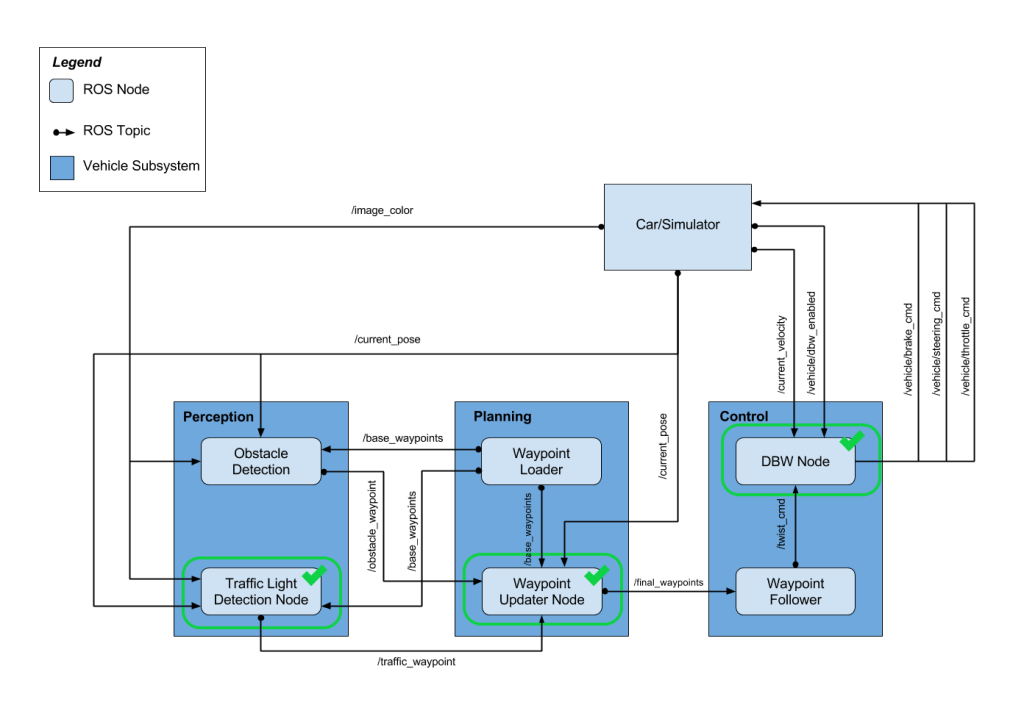 Legend
ROS Node
ROS Topic
Vehicle Subsystem
/image_color
Car/Simulator
/current_pose
/current_velocity
/vehicle/dbw_enabled
/vehicle/brake_cmd
/vehicle/steering_cmd
/vehicle/throttle_cmd
Perception
Planning
Control
Obstacle
Detection
/base_waypoints
Waypoint
Loader
/current_pose
DBW Node
/obstacle_waypoint
/base_waypoints
/base_waypoints
/twist_cmd
Traffic Light
Detection Node
Waypoint
Updater Node
/final_waypoints
Waypoint
Follower
/traffic_waypoint